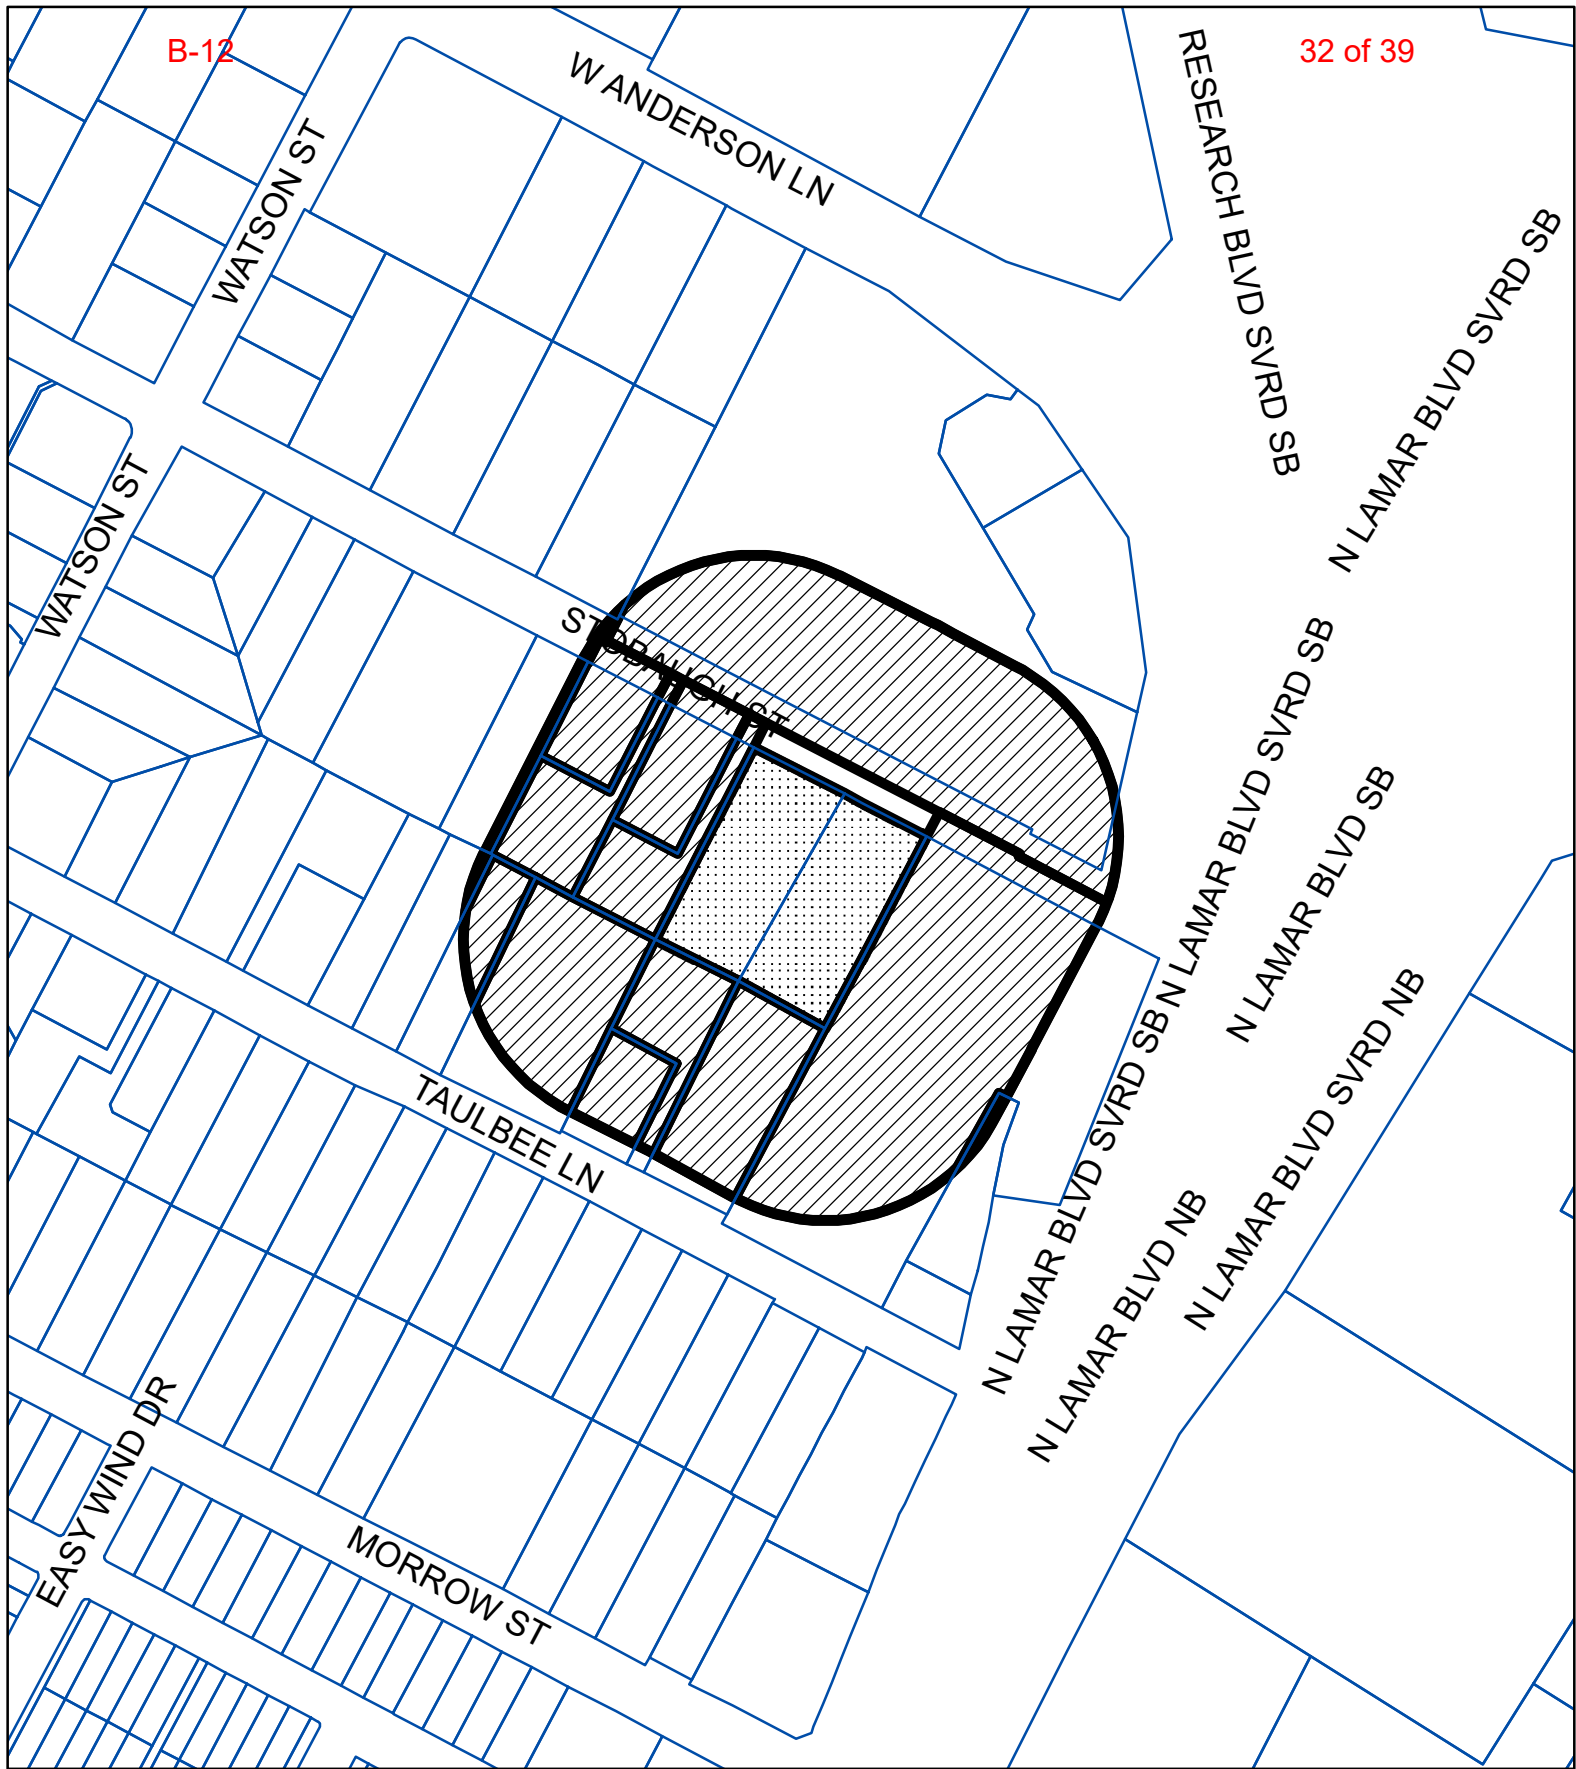 B-12
32 of 39
W ANDERSON LN
RESEARCH BLVD SVRD SB
WATSON ST
N LAMAR BLVD SVRD SB
WATSON ST
STOBAUGH ST
N LAMAR BLVD SVRD SB
N LAMAR BLVD SB
N LAMAR BLVD SVRD SB
N LAMAR BLVD SVRD NB
TAULBEE LN
N LAMAR BLVD NB
EASY WIND DR
MORROW ST